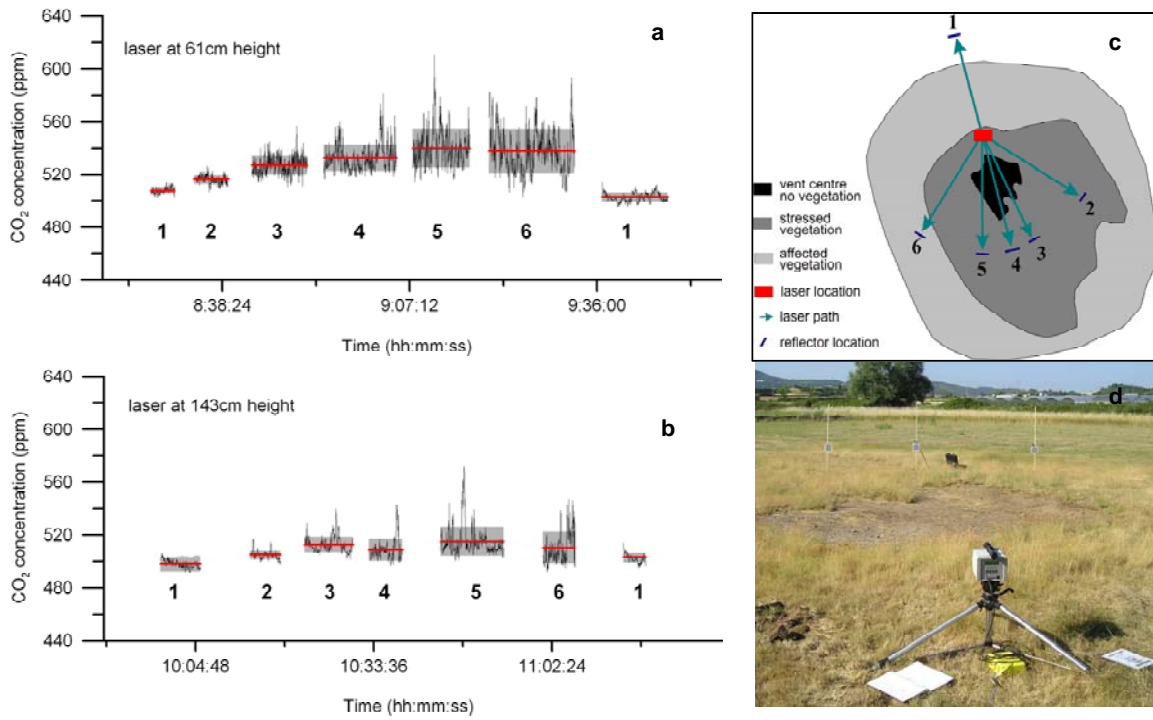 640
600
560
520
480
440
CO2 concentration (ppm)
laser at 61cm height
a
1 2 3 4 5 6 1
8:38:24 9:07:12 9:36:00
Time (hh:mm:ss)
640
600
560
520
480
440
CO2 concentration (ppm)
laser at 143cm height
b
1 2 3 4 5 6 1
10:04:48 10:33:36 11:02:24
Time (hh:mm:ss)
c
1
2
3
4
5
6
vent centre
no vegetation
stressed
vegetation
affected
vegetation
laser location
laser path
reflector location
d